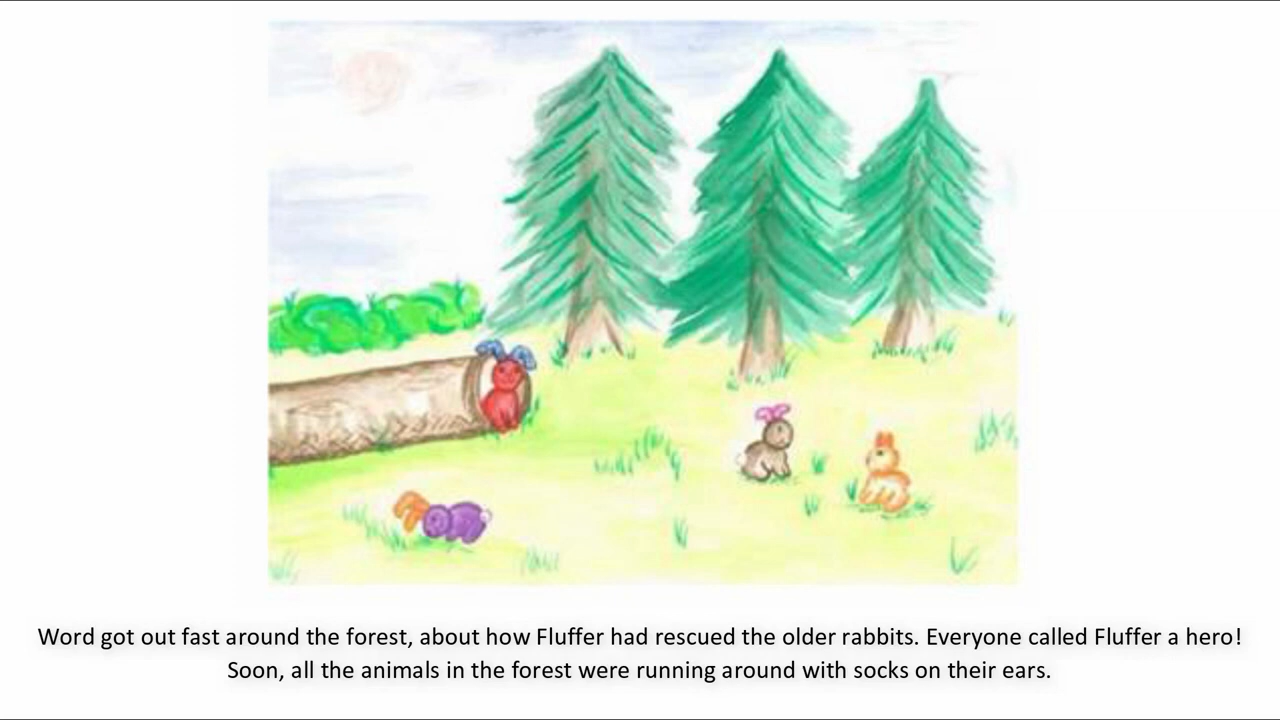 Word got out fast around the forest, about how Fluffer had rescued the older rabbits. Everyone called Fluffer a hero!
Soon, all the animals in the forest were running around with socks on their ears.